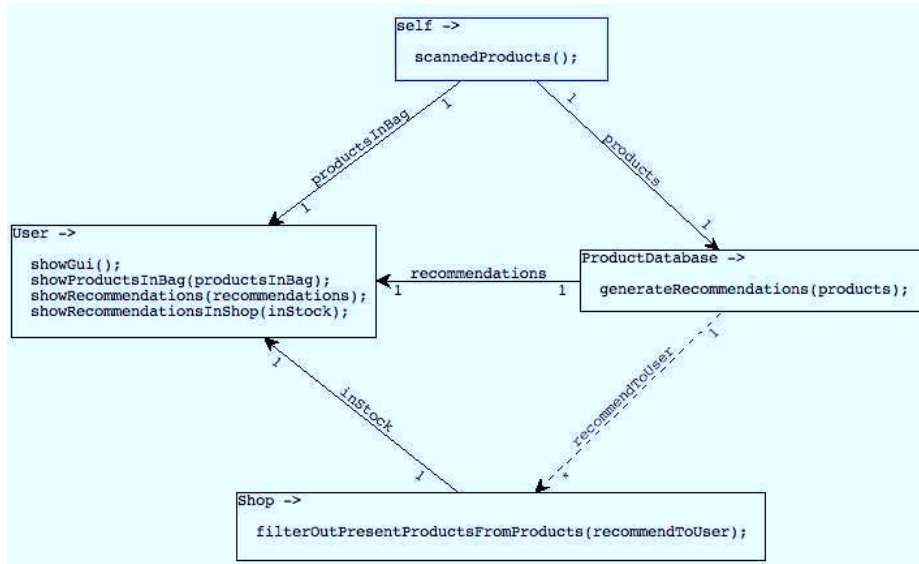 self ->
scannedProducts();
1
1
productsInBag
products
1
1
User ->
showGui();
showProductsInBag(productsInBag);
showRecommendations(recommendations);
showRecommendationsInShop(inStock);
recommendations
1
1
ProductDatabase ->
generateRecommendations(products);
1
1
inStock
recommendToUser
1
*
Shop ->
filterOutPresentProductsFromProducts(recommendToUser);